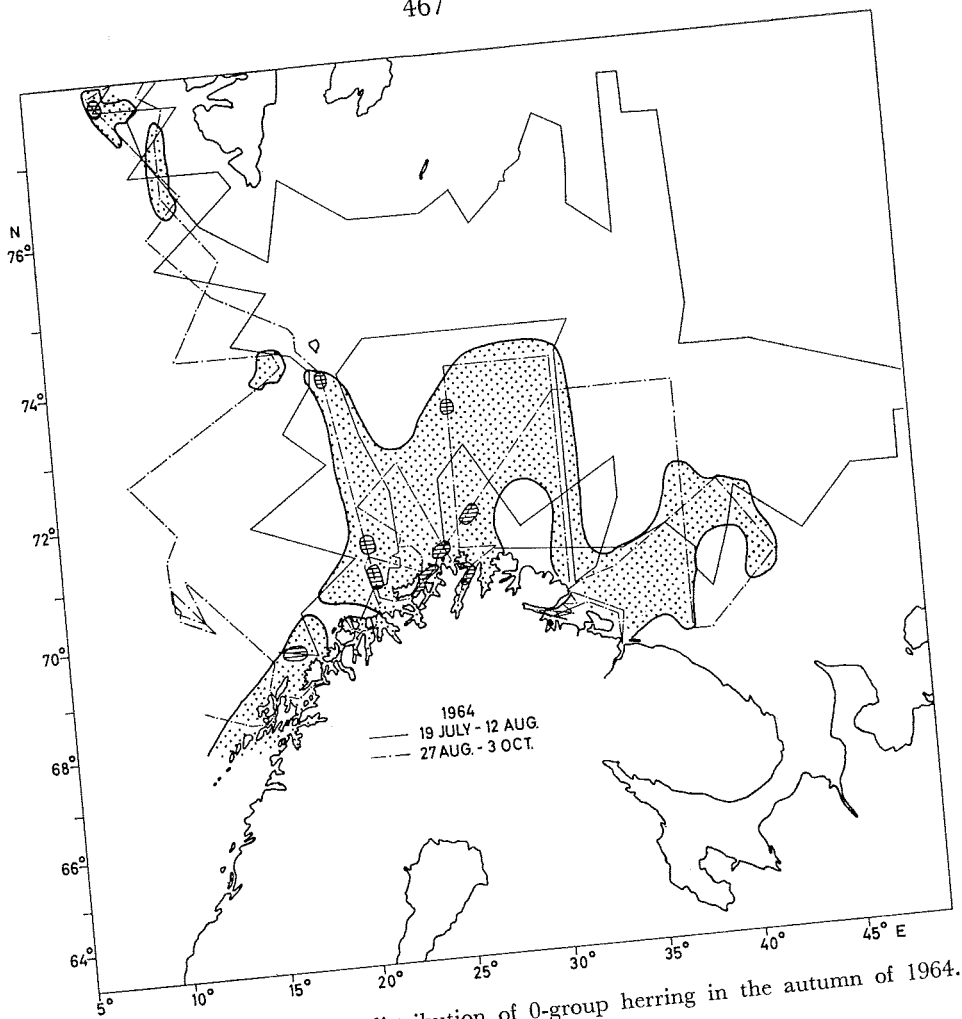 467
N
76°
74°
72°
70°
68°
66°
64°
1964
19 JULY - 12 AUG.
27 AUG. - 3 OCT.
5° 10° 15° 20° 25° 30° 35° 40° 45° E
distribution of 0-group herring in the autumn of 1964.